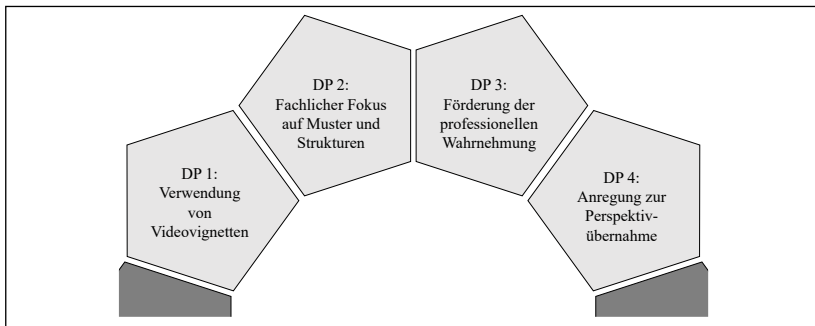 DP 1:
Verwendung
von
Videovignetten
DP 2:
Fachlicher Fokus
auf Muster und
Strukturen
DP 3:
Förderung der
professionellen
Wahrnehmung
DP 4:
Anregung zur
Perspektiv-
übernahme